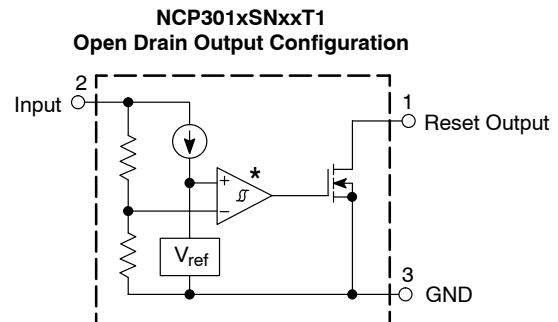 NCP301xSNxxT1
Open Drain Output Configuration
2
Input
1
Reset Output
*
+
−
Vref
3
GND